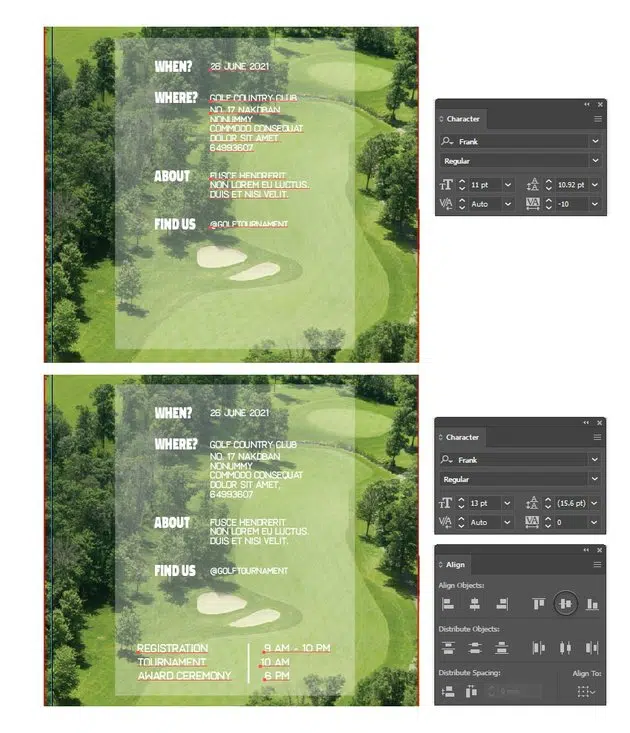 WHEN? 26 JUNE 2021
WHERE? GOLF COUNTRY CLUB
NO. 17 NAKDBAN
NONUMMY
COMMODO CONSEQUAT
DOLOR SIT AMET,
64993607
ABOUT FUSCE HENDRERIT
NON LOREM EU LUCTUS.
DUIS ET NISI VELIT.
FIND US @GOLFTOURNAMENT
Character
Frank
Regular
11 pt 10.92 pt
Auto -10
WHEN? 26 JUNE 2021
WHERE? GOLF COUNTRY CLUB
NO. 17 NAKDBAN
NONUMMY
COMMODO CONSEQUAT
DOLOR SIT AMET,
64993607
ABOUT FUSCE HENDRERIT
NON LOREM EU LUCTUS.
DUIS ET NISI VELIT.
FIND US @GOLFTOURNAMENT
REGISTRATION 9 AM - 10 PM
TOURNAMENT 10 AM
AWARD CEREMONY 6 PM
Character
Frank
Regular
13 pt (15.6 pt)
Auto 0
Align
Align Objects:
Distribute Objects:
Distribute Spacing: Align To: